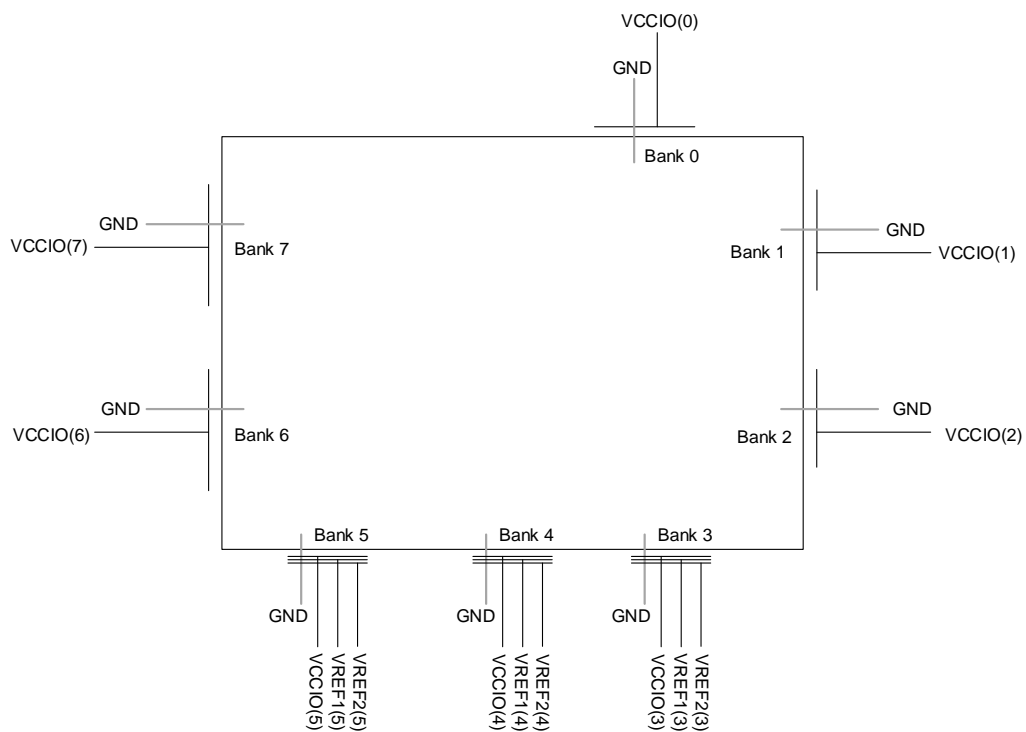 VCCIO(0)
GND
Bank 0
GND
VCCIO(7)
Bank 7
GND
Bank 1
VCCIO(1)
GND
VCCIO(6)
Bank 6
GND
Bank 2
VCCIO(2)
Bank 5
Bank 4
Bank 3
GND
GND
GND
VCCIO(5)
VREF1(5)
VREF2(5)
VCCIO(4)
VREF1(4)
VREF2(4)
VCCIO(3)
VREF1(3)
VREF2(3)